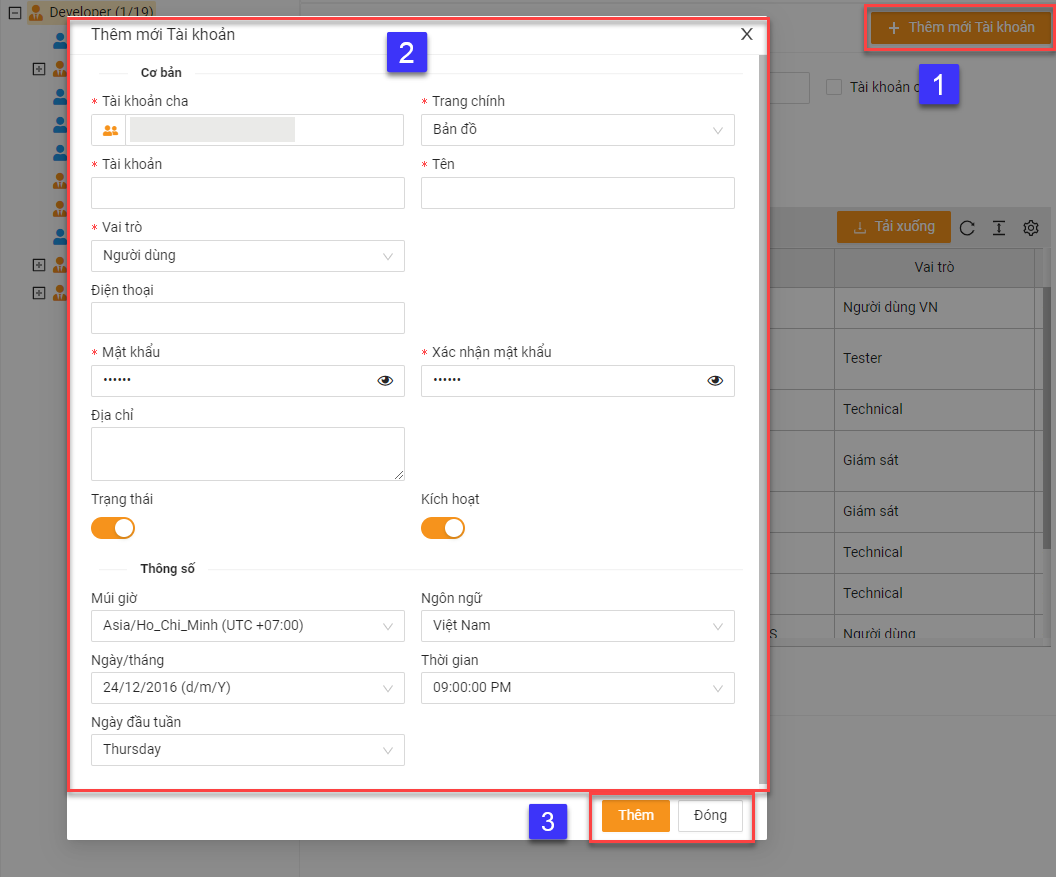 Developer (1/19)
Thêm mới Tài khoản
X
2
+ Thêm mới Tài khoản
1
Cơ bản
* Tài khoản cha
* Trang chính
Bản đồ
Tài khoản c
* Tài khoản
* Tên
* Vai trò
Người dùng
Tải xuống
Vai trò
Điện thoại
Người dùng VN
* Mật khẩu
* Xác nhận mật khẩu
••••••
••••••
Tester
Địa chỉ
Technical
Giám sát
Trạng thái
Kích hoạt
Giám sát
Technical
Thông số
Technical
Múi giờ
Ngôn ngữ
Asia/Ho_Chi_Minh (UTC +07:00)
Việt Nam
S
Người dùng
Ngày/tháng
Thời gian
24/12/2016 (d/m/Y)
09:00:00 PM
Ngày đầu tuần
Thursday
3
Thêm
Đóng